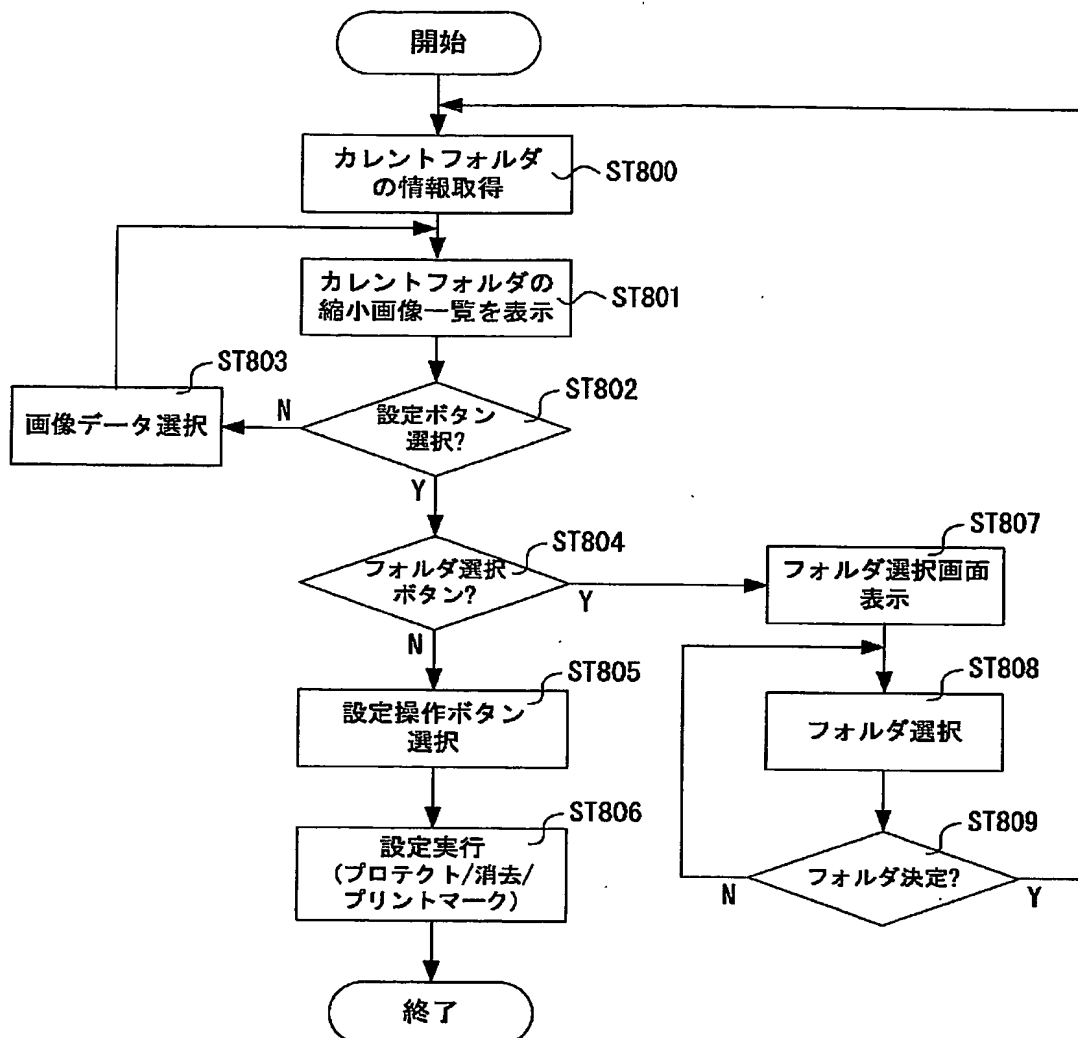 開始
カレントフォルダ
の情報取得
ST800
カレントフォルダの
縮小画像一覧を表示
ST801
ST803
画像データ選択
N
ST802
設定ボタン
選択?
Y
ST804
フォルダ選択
ボタン?
Y
N
ST807
フォルダ選択画面
表示
ST805
設定操作ボタン
選択
ST808
フォルダ選択
ST806
設定実行
(プロテクト/消去/
プリントマーク)
ST809
フォルダ決定?
N
Y
終了